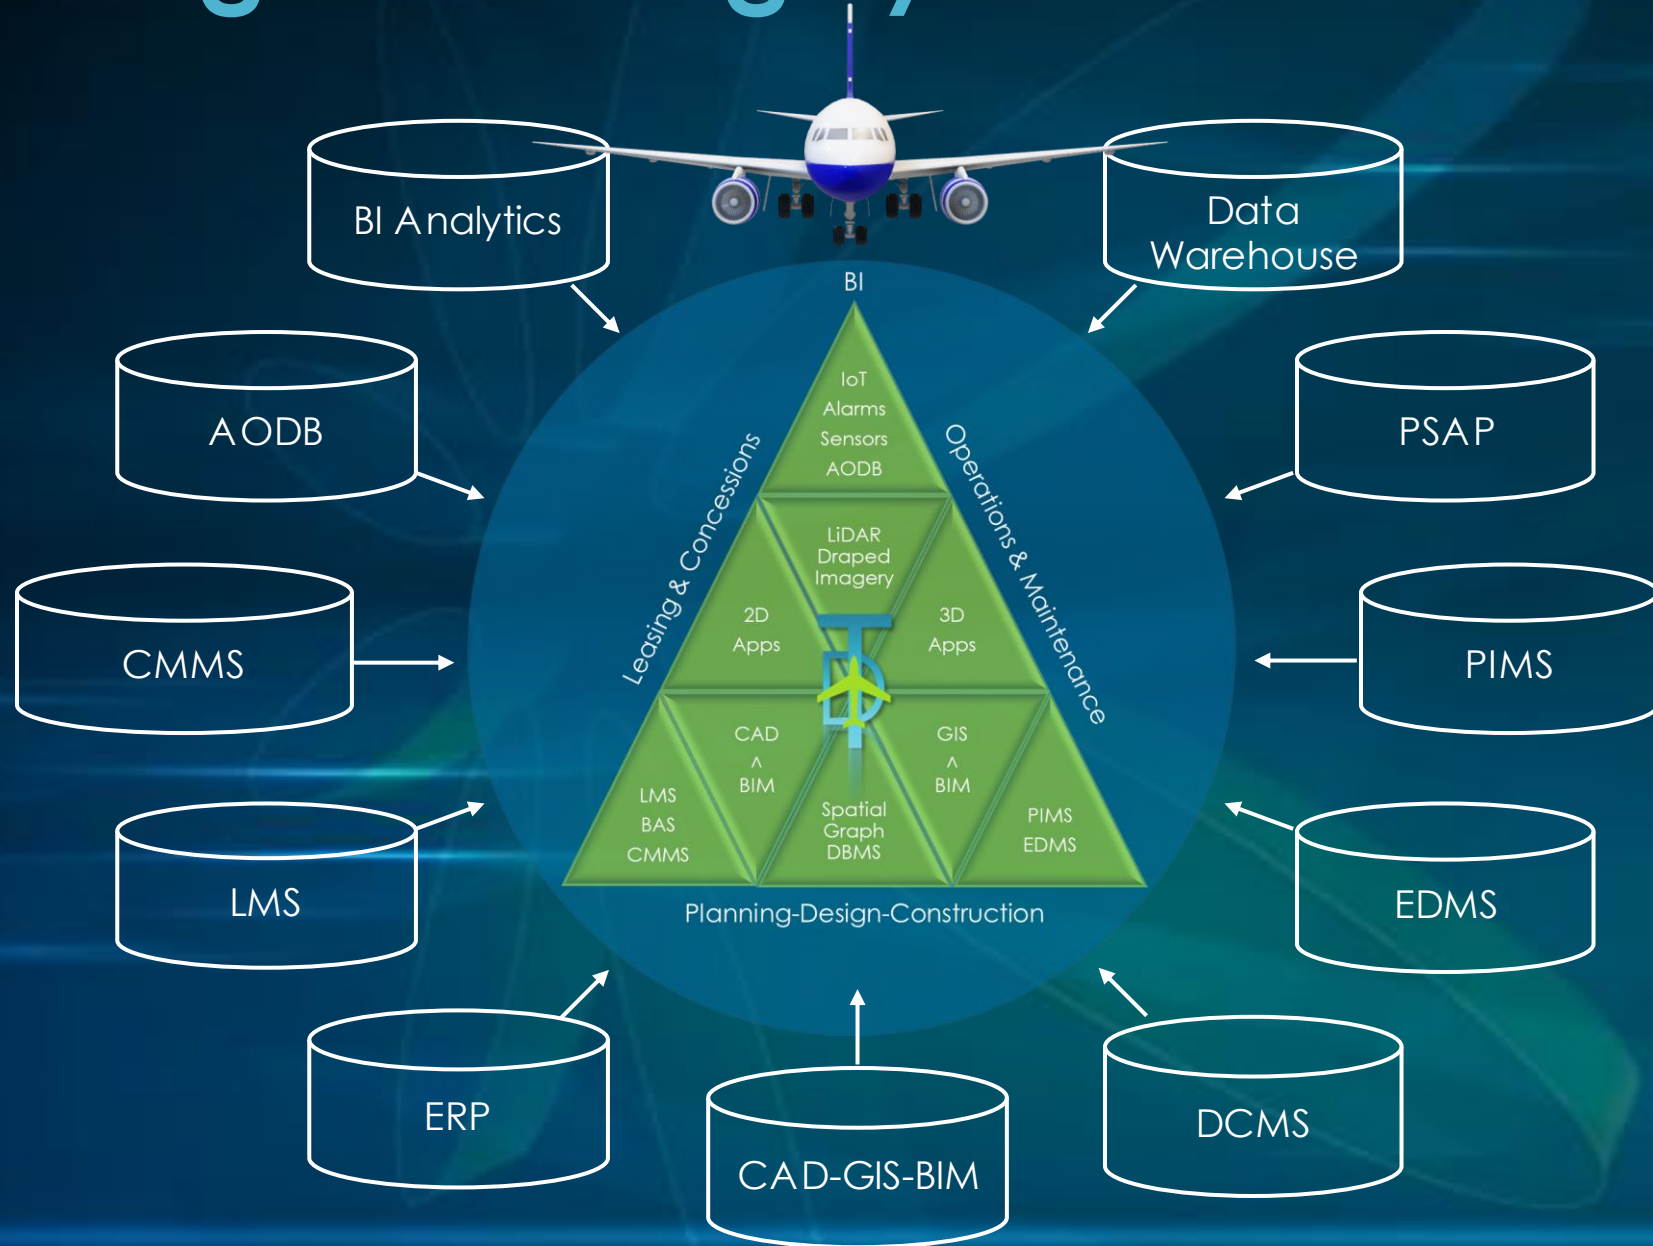 BI Analytics
Data
Warehouse
AODB
PSAP
CMMS
PIMS
LMS
EDMS
ERP
DCMS
CAD-GIS-BIM
BI
Leasing & Concessions
Operations & Maintenance
Planning-Design-Construction
IoT
Alarms
Sensors
AODB
LiDAR
Draped
Imagery
2D
Apps
3D
Apps
CAD
^
BIM
GIS
^
BIM
LMS
BAS
CMMS
Spatial
Graph
DBMS
PIMS
EDMS